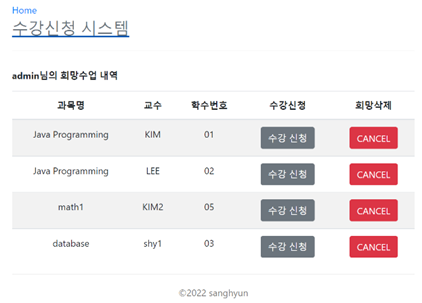 Home
수강신청 시스템
admin님의 희망수업 내역
과목명 교수 학수번호 수강신청 희망삭제
Java Programming KIM 01 수강 신청 CANCEL
Java Programming LEE 02 수강 신청 CANCEL
math1 KIM2 05 수강 신청 CANCEL
database shy1 03 수강 신청 CANCEL
©2022 sanghyun